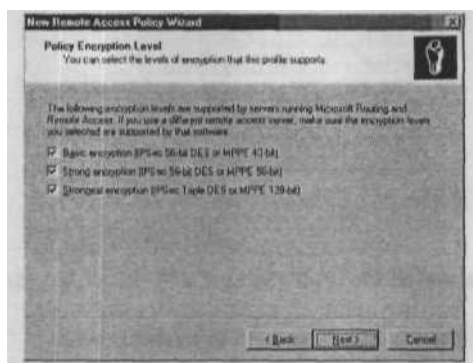 New Remote Access Policy Wizard
Policy Encryption Level
You can select the levels of encryption that this profile supports.
The following encryption levels are supported by servers running Microsoft Routing and
Remote Access. If you use a different remote access server, make sure the encryption levels
you selected are supported by that software.
Basic encryption (IPSec 56-bit DES or MPPE 40-bit)
Strong encryption (IPSec 56-bit DES or MPPE 56-bit)
Strongest encryption (IPSec Triple DES or MPPE 128-bit)
< Back
Next >
Cancel